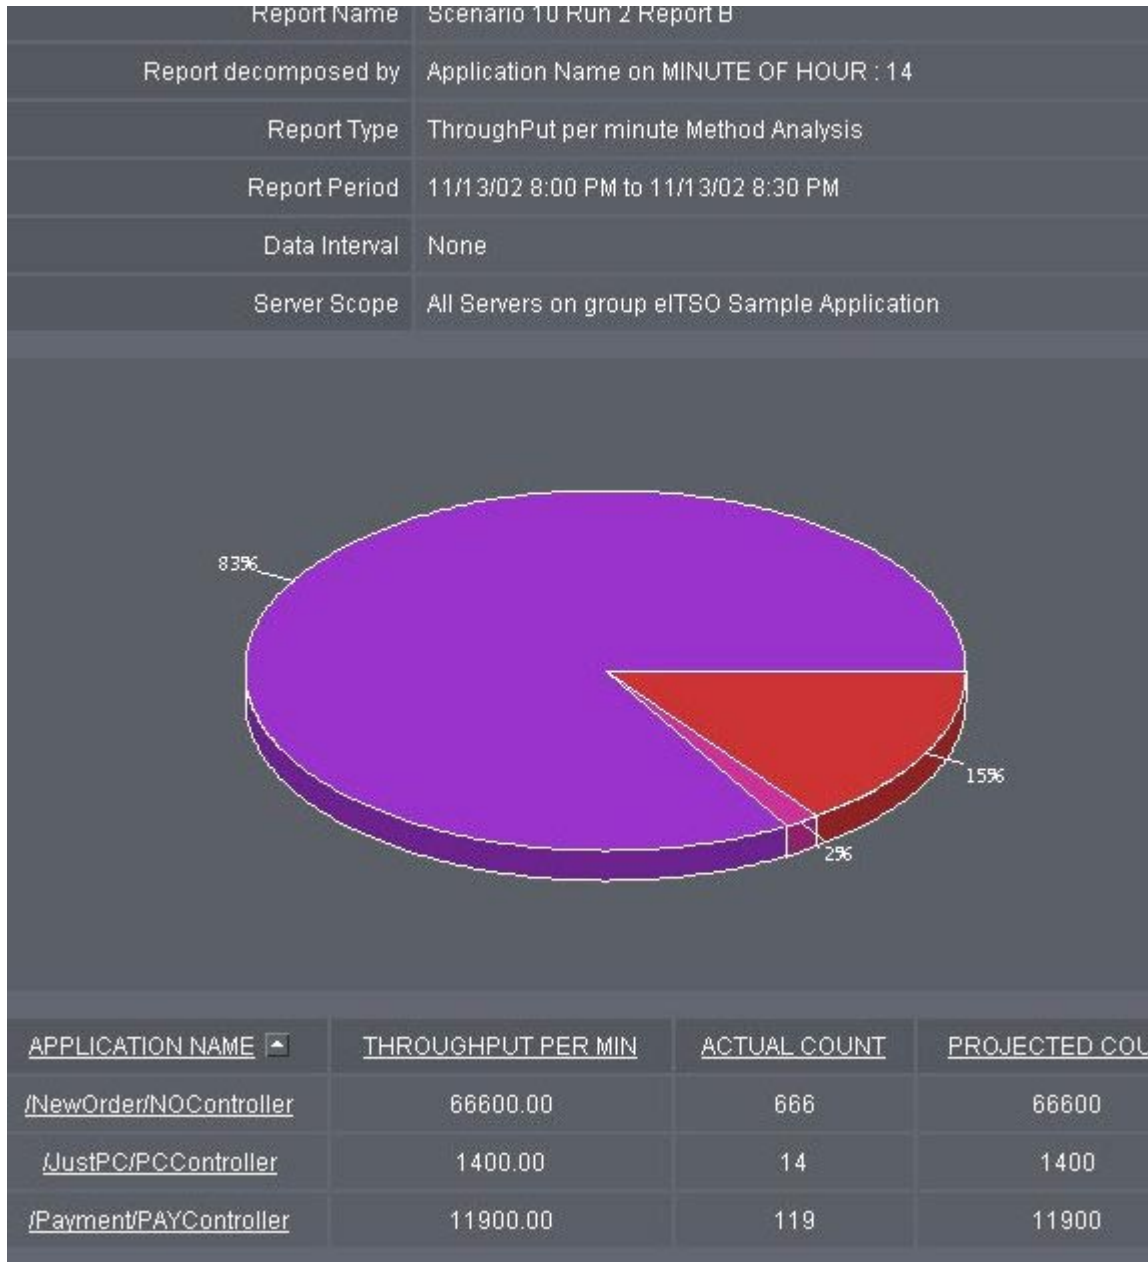 Report Name Scenario 10 Run 2 Report B
Report decomposed by Application Name on MINUTE OF HOUR : 14
Report Type ThroughPut per minute Method Analysis
Report Period 11/13/02 8:00 PM to 11/13/02 8:30 PM
Data Interval None
Server Scope All Servers on group eITSO Sample Application
83%
15%
2%
APPLICATION NAME THROUGHPUT PER MIN ACTUAL COUNT PROJECTED COU
/NewOrder/NOController 66600.00 666 66600
/JustPC/PCController 1400.00 14 1400
/Payment/PAYController 11900.00 119 11900